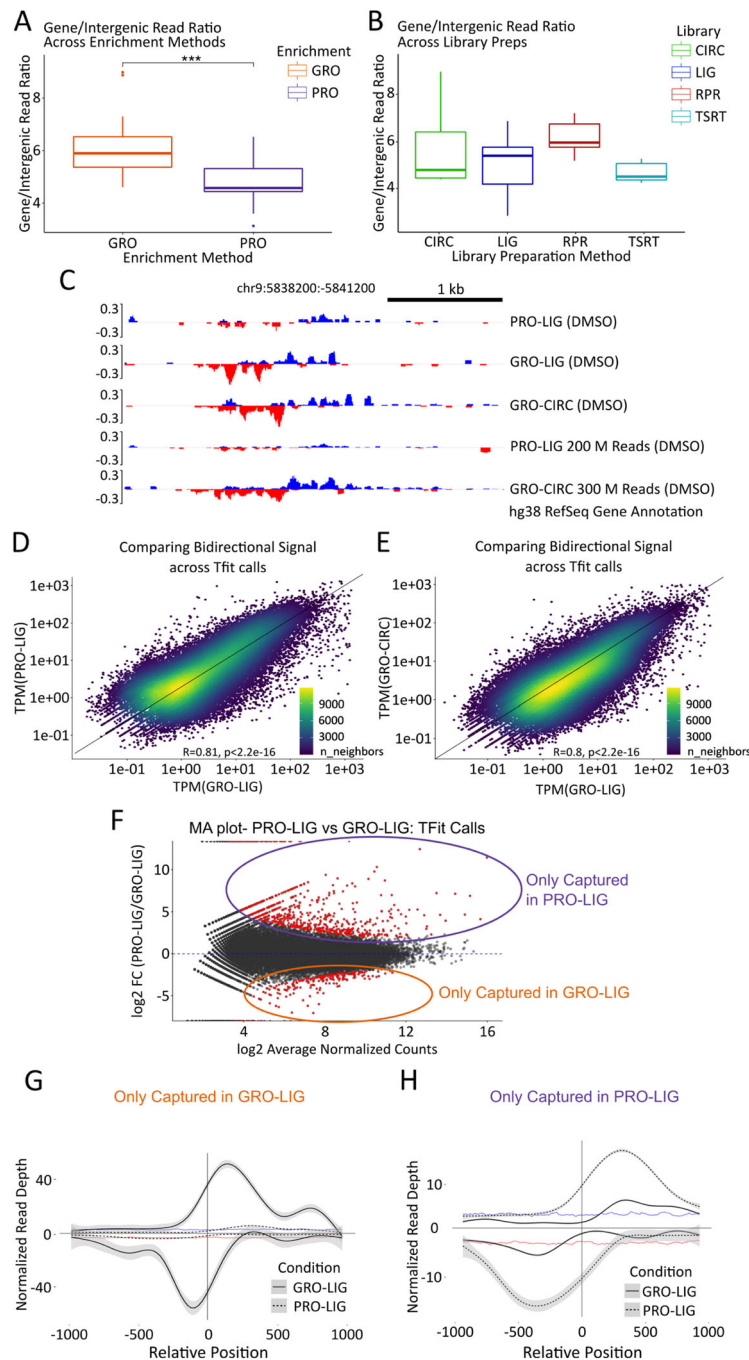 A
Gene/Intergenic Read Ratio
Across Enrichment Methods
Enrichment
GRO
PRO
***
Gene/Intergenic Read Ratio
8
6
4
GRO
PRO
Enrichment Method
B
Gene/Intergenic Read Ratio
Across Library Preps
Library
CIRC
LIG
RPR
TSRT
Gene/Intergenic Read Ratio
8
6
4
CIRC
LIG
RPR
TSRT
Library Preparation Method
C
chr9:5838200:-5841200
1 kb
0.3
-0.3
PRO-LIG (DMSO)
0.3
-0.3
GRO-LIG (DMSO)
0.3
-0.3
GRO-CIRC (DMSO)
0.3
-0.3
PRO-LIG 200 M Reads (DMSO)
0.3
-0.3
GRO-CIRC 300 M Reads (DMSO)
hg38 RefSeq Gene Annotation
D
Comparing Bidirectional Signal
across Tfit calls
TPM(PRO-LIG)
1e+03
1e+02
1e+01
1e+00
1e-01
9000
6000
3000
n_neighbors
R=0.81, p<2.2e-16
1e-01
1e+00
1e+01
1e+02
1e+03
TPM(GRO-LIG)
E
Comparing Bidirectional Signal
across Tfit calls
TPM(GRO-CIRC)
1e+03
1e+02
1e+01
1e+00
1e-01
9000
6000
3000
n_neighbors
R=0.8, p<2.2e-16
1e-01
1e+00
1e+01
1e+02
1e+03
TPM(GRO-LIG)
F
MA plot- PRO-LIG vs GRO-LIG: TFit Calls
log2 FC (PRO-LIG/GRO-LIG)
10
5
0
-5
Only Captured
in PRO-LIG
Only Captured in GRO-LIG
4
8
12
16
log2 Average Normalized Counts
G
Only Captured in GRO-LIG
Normalized Read Depth
40
0
-40
Condition
GRO-LIG
PRO-LIG
-1000
-500
0
500
1000
Relative Position
H
Only Captured in PRO-LIG
Normalized Read Depth
10
0
-10
Condition
GRO-LIG
PRO-LIG
-1000
-500
0
500
1000
Relative Position